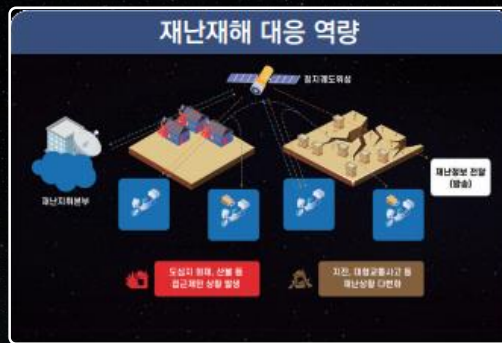 재난재해 대응 역량
정지궤도위성
재난지휘본부
재난정보 전달
(방송)
도심지 화재, 산불 등
접근제한 상황 발생
지진, 대형교통사고 등
재난상황 다변화